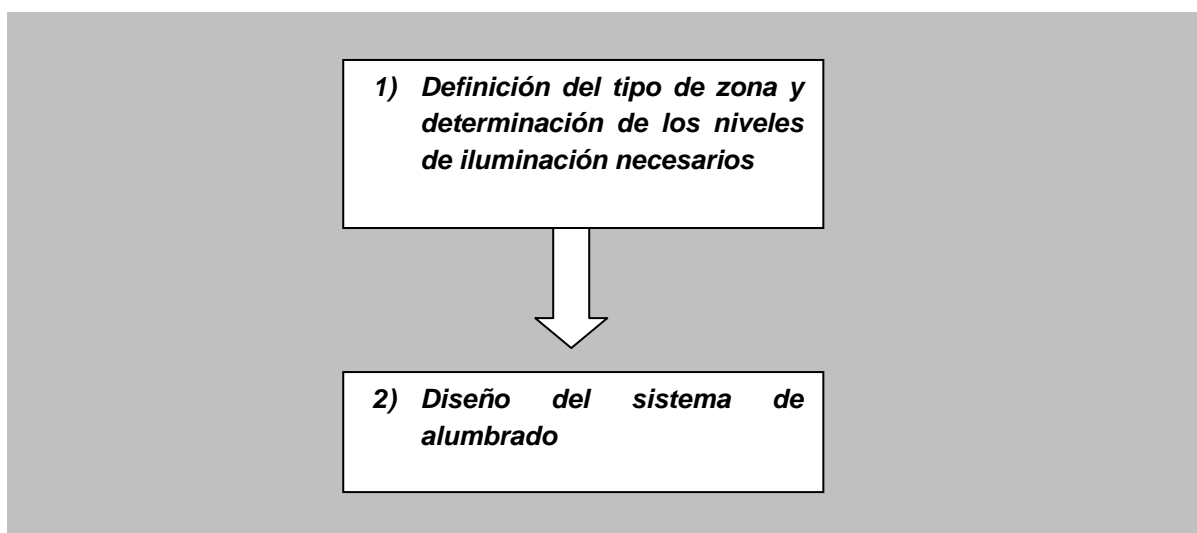 1) Definición del tipo de zona y
determinación de los niveles
de iluminación necesarios
2) Diseño del sistema de
alumbrado